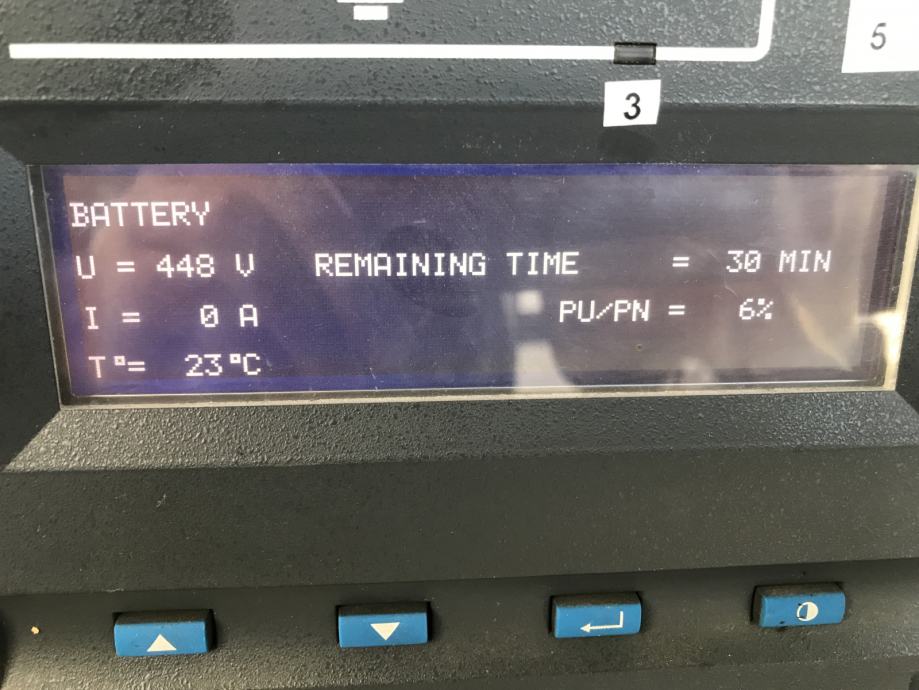 5
3
BATTERY
U = 448 V REMAINING TIME = 30 MIN
I = 0 A PU/PN = 6%
T°= 23°C